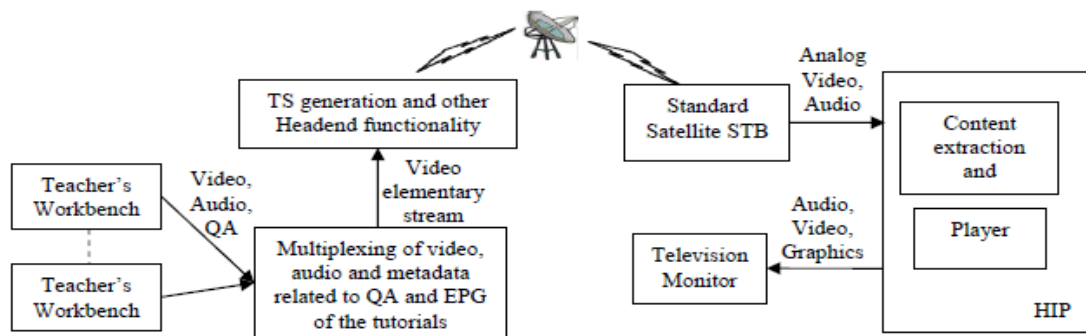 TS generation and other
Headend functionality
Teacher's
Workbench
Teacher's
Workbench
Video,
Audio,
QA
Video
elementary
stream
Multiplexing of video,
audio and metadata
related to QA and EPG
of the tutorials
Standard
Satellite STB
Analog
Video,
Audio
Content
extraction
and
Player
HIP
Audio,
Video,
Graphics
Television
Monitor